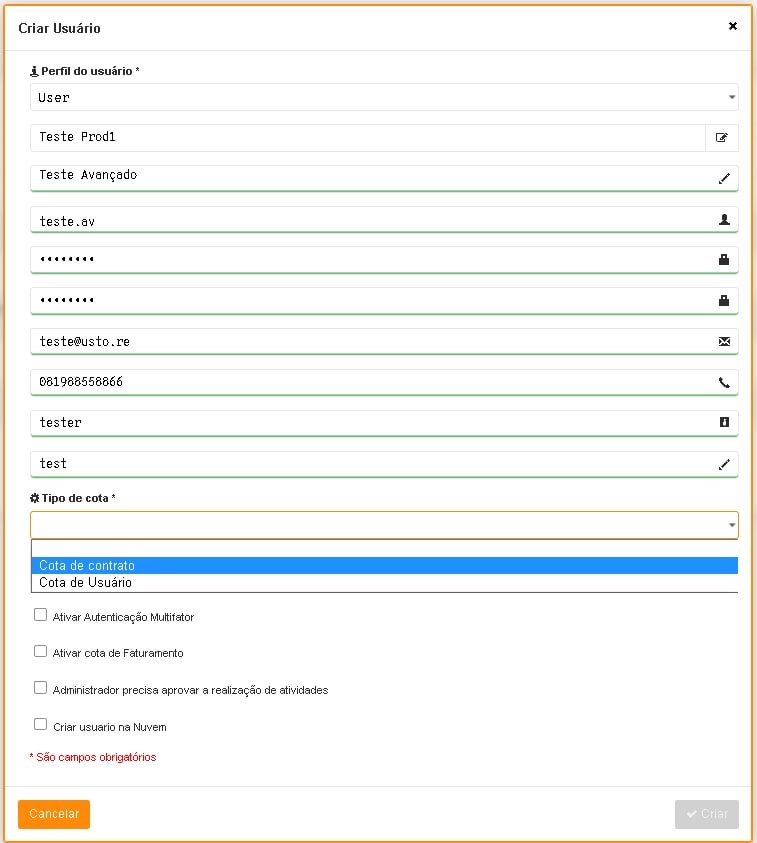 Criar Usuário ×
Perfil do usuário *
User
Teste Prod1
Teste Avançado
teste.av
••••••••
••••••••
teste@usto.re
081988558866
tester
test
Tipo de cota *
Cota de contrato
Cota de Usuário
Ativar Autenticação Multifator
Ativar cota de Faturamento
Administrador precisa aprovar a realização de atividades
Criar usuario na Nuvem
* São campos obrigatórios
Cancelar
Criar